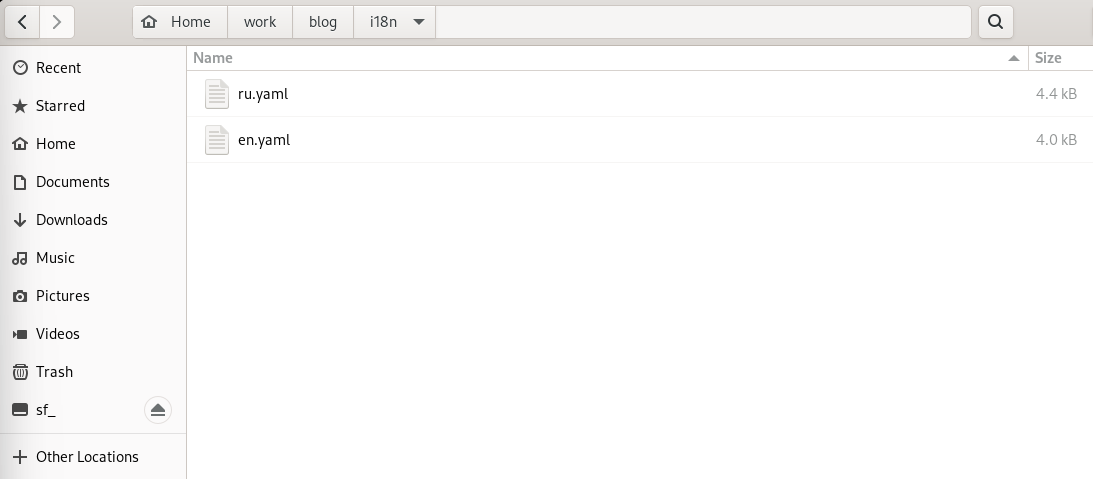 Home work blog i18n
Name Size
Recent
Starred
Home
Documents
Downloads
Music
Pictures
Videos
Trash
sf_
Other Locations
ru.yaml 4.4 kB
en.yaml 4.0 kB